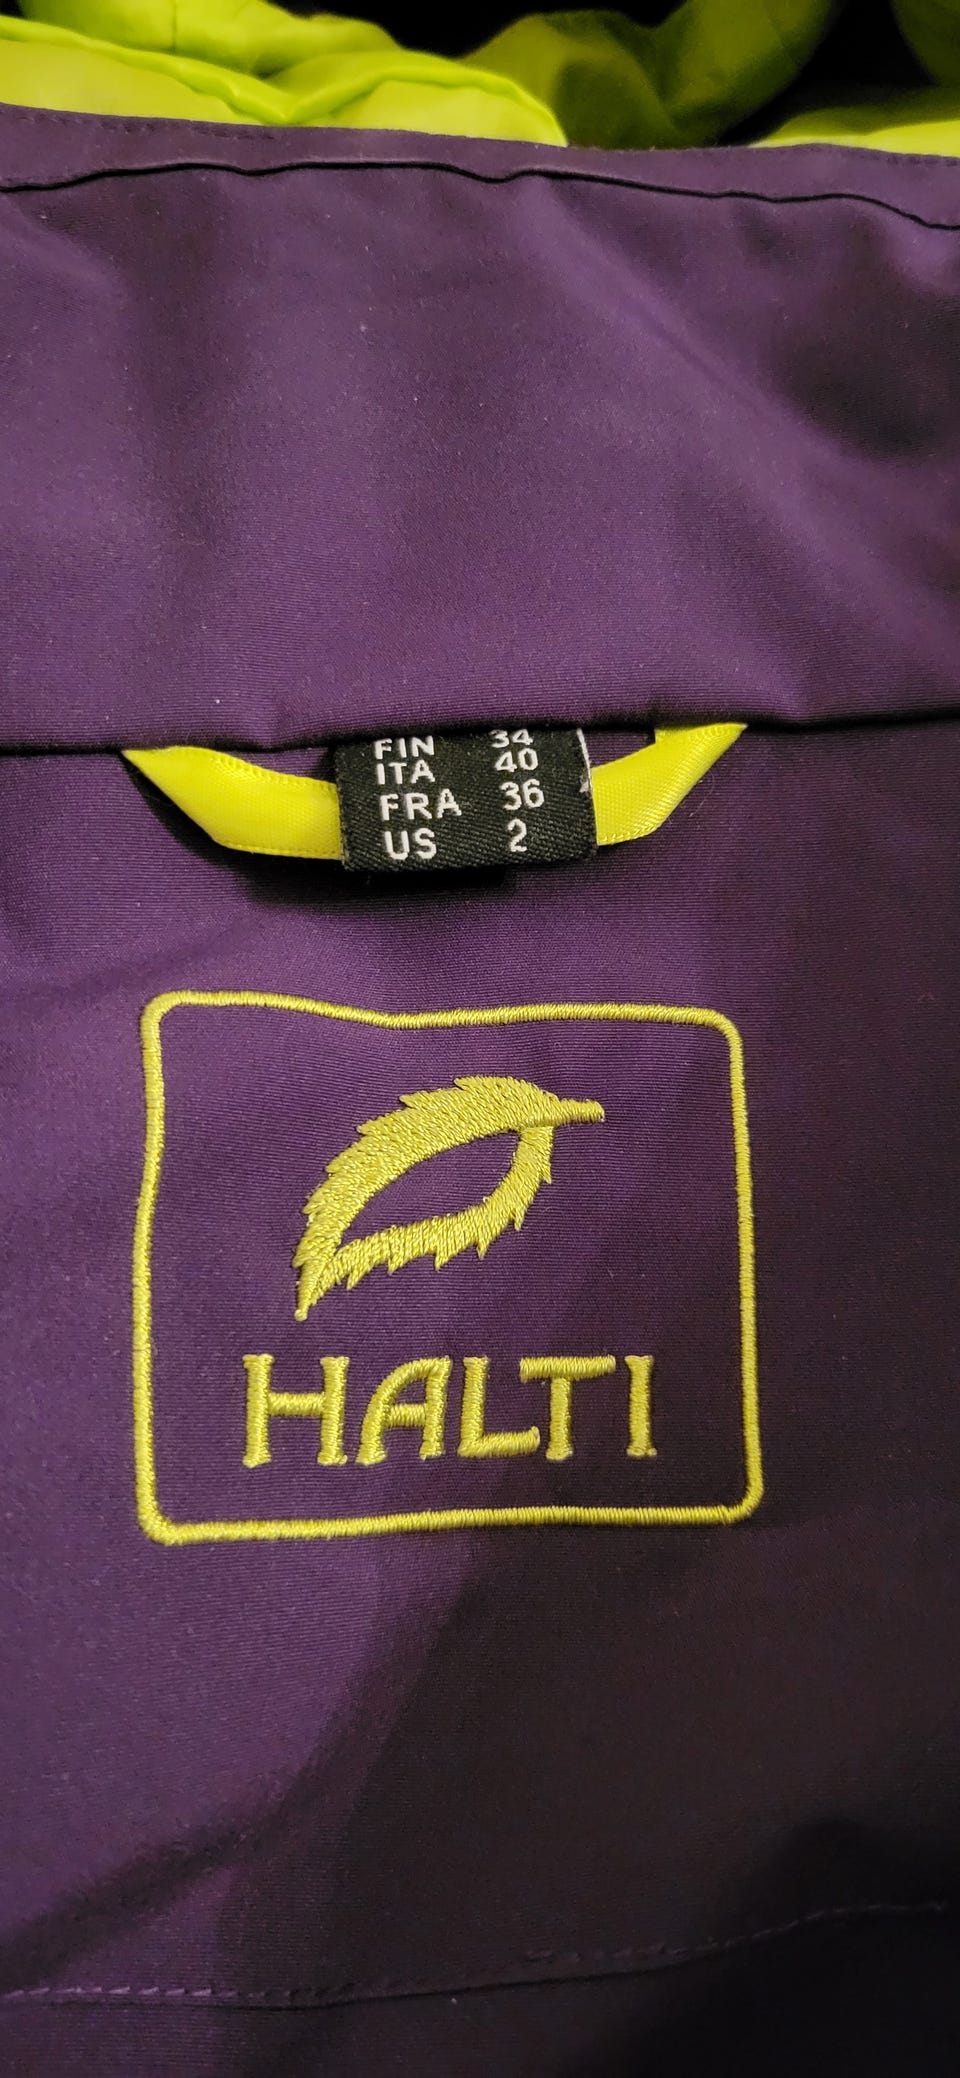 FIN 34
ITA 40
FRA 36
US 2
HALTI